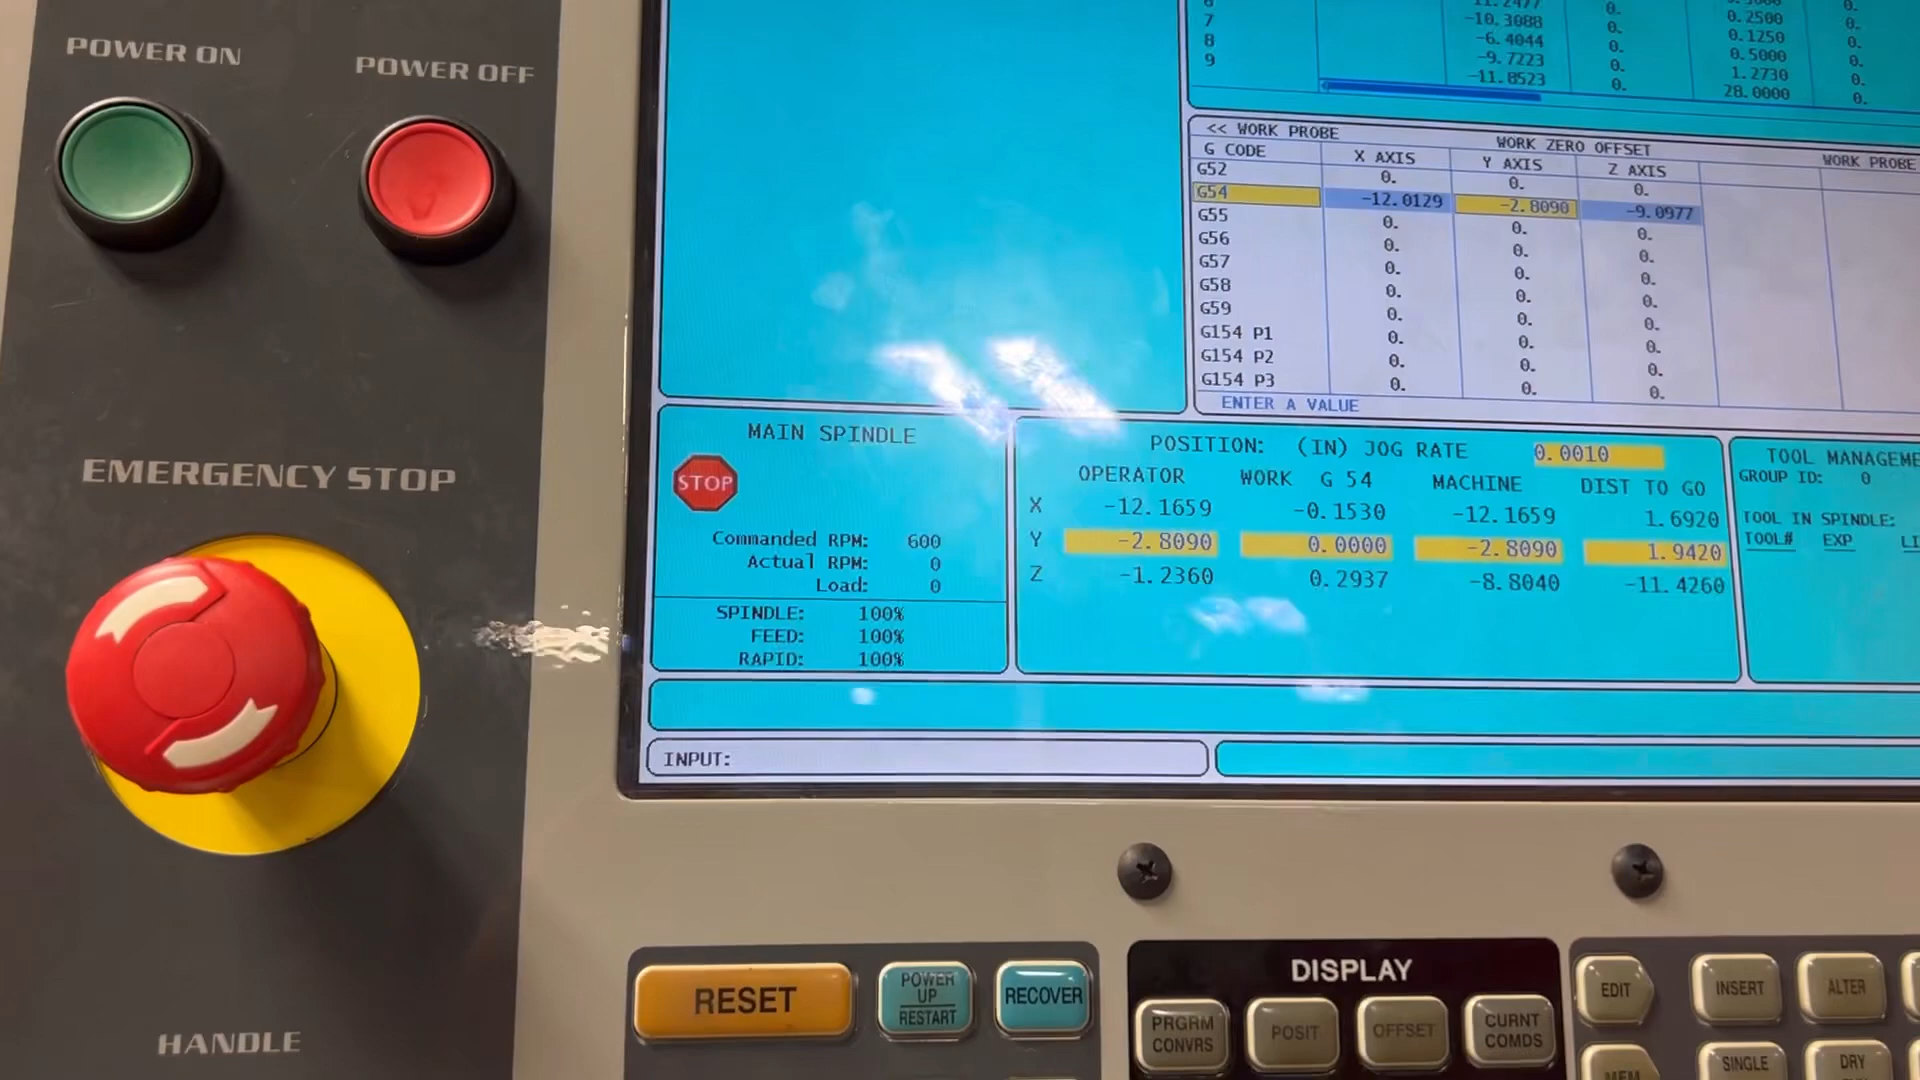 POWER ON
POWER OFF
EMERGENCY STOP
HANDLE
7 -10.3088 0. 0.2500 0.
8 -6.4044 0. 0.1250 0.
9 -9.7223 0. 0.5000 0.
-11.8523 0. 1.2730 0.
28.0000 0.
<< WORK PROBE WORK ZERO OFFSET WORK PROBE
G CODE X AXIS Y AXIS Z AXIS
G52 0. 0. 0.
G54 -12.0129 -2.8090 -9.0977
G55 0. 0. 0.
G56 0. 0. 0.
G57 0. 0. 0.
G58 0. 0. 0.
G59 0. 0. 0.
G154 P1 0. 0. 0.
G154 P2 0. 0. 0.
G154 P3 0. 0. 0.
ENTER A VALUE
MAIN SPINDLE
STOP
Commanded RPM: 600
Actual RPM: 0
Load: 0
SPINDLE: 100%
FEED: 100%
RAPID: 100%
POSITION: (IN) JOG RATE 0.0010
OPERATOR WORK G 54 MACHINE DIST TO GO
X -12.1659 -0.1530 -12.1659 1.6920
Y -2.8090 0.0000 -2.8090 1.9420
Z -1.2360 0.2937 -8.8040 -11.4260
TOOL MANAGEME
GROUP ID: 0
TOOL IN SPINDLE:
TOOL# EXP LI
INPUT:
RESET
POWER
UP
RESTART
RECOVER
DISPLAY
PRGRM
CONVRS
POSIT
OFFSET
CURNT
COMDS
EDIT
INSERT
ALTER
MEM
SINGLE
DRY